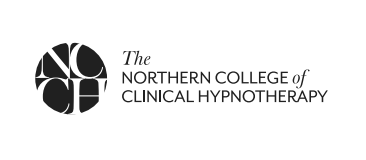 NC
CH
The
NORTHERN COLLEGE of
CLINICAL HYPNOTHERAPY